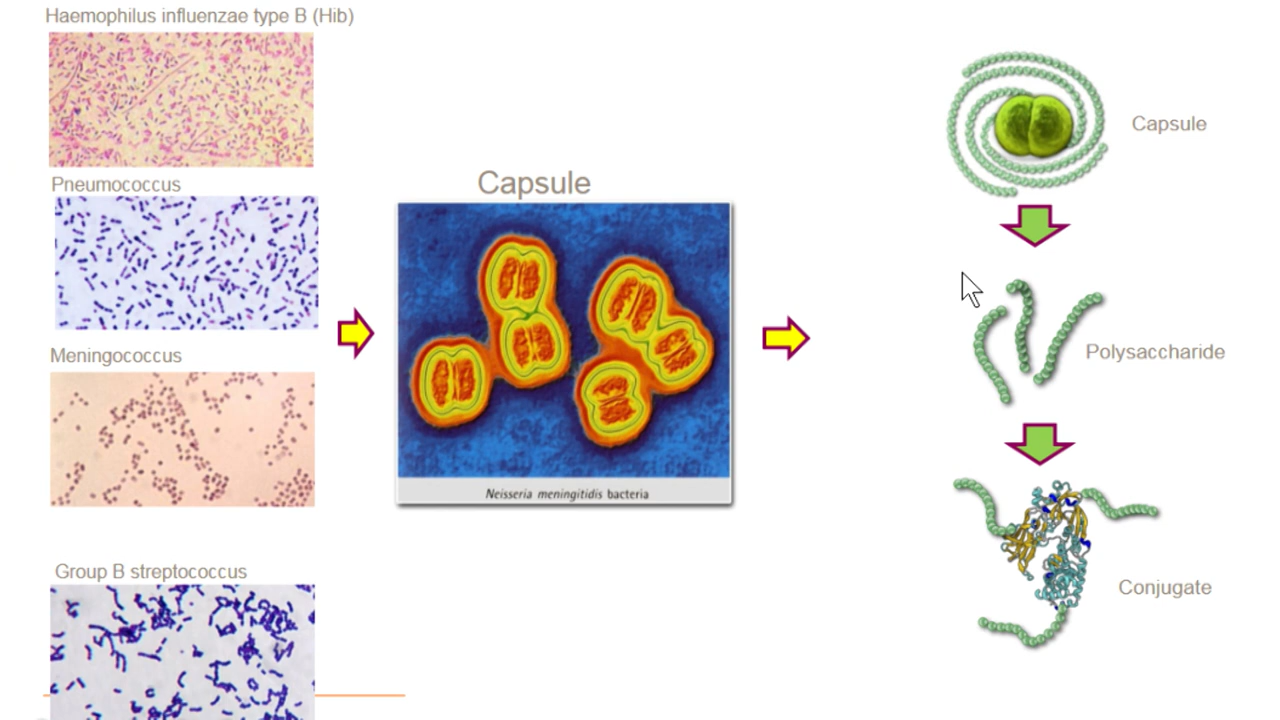 Haemophilus influenzae type B (Hib)
Pneumococcus
Meningococcus
Group B streptococcus
Capsule
Neisseria meningitidis bacteria
Capsule
Polysaccharide
Conjugate